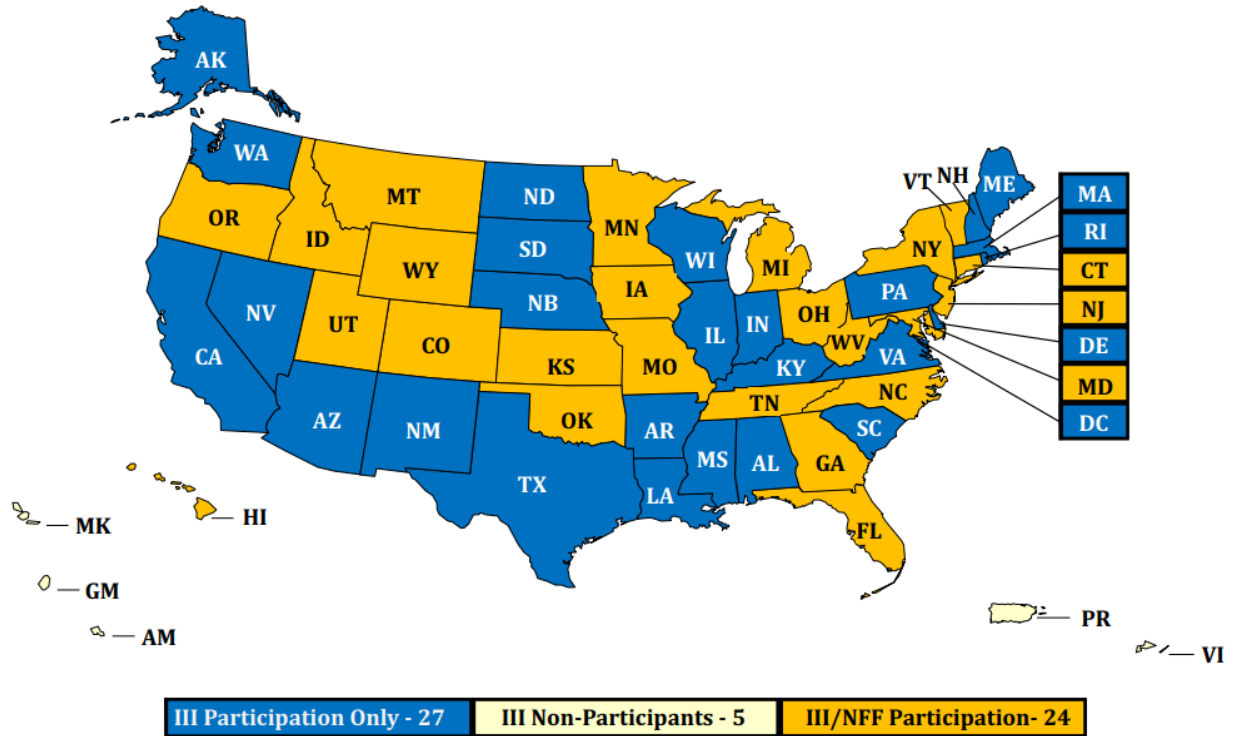 AK
WA
MT
ND
MN
VT
NH
ME
MA
OR
ID
SD
WI
NY
RI
WY
MI
CT
NV
NB
IA
PA
NJ
UT
CO
IL
IN
OH
WV
DE
CA
KS
MO
KY
VA
MD
AZ
NM
OK
AR
TN
NC
DC
TX
LA
MS
AL
GA
SC
FL
HI
MK
GM
AM
PR
VI
III Participation Only - 27
III Non-Participants - 5
III/NFF Participation- 24